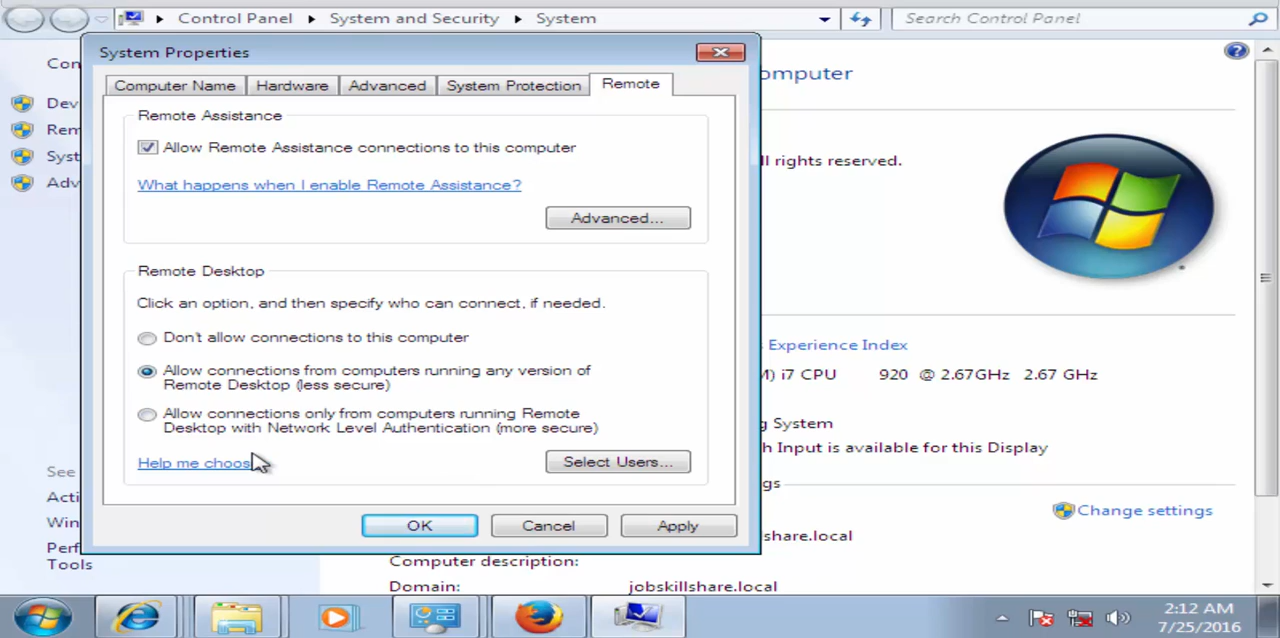 Control Panel ▸ System and Security ▸ System
Search Control Panel
System Properties
Computer Name Hardware Advanced System Protection Remote
Remote Assistance
Allow Remote Assistance connections to this computer
What happens when I enable Remote Assistance?
Advanced...
Remote Desktop
Click an option, and then specify who can connect, if needed.
Don't allow connections to this computer
Allow connections from computers running any version of
Remote Desktop (less secure)
Allow connections only from computers running Remote
Desktop with Network Level Authentication (more secure)
Help me choos
Select Users...
OK Cancel Apply
Con
Dev
Rem
Syst
Adv
See
Acti
Win
Perf
Tools
omputer
ll rights reserved.
s Experience Index
M) i7 CPU 920 @ 2.67GHz 2.67 GHz
g System
h Input is available for this Display
gs
Change settings
share.local
Computer description:
Domain: jobskillshare.local
2:12 AM
7/25/2016